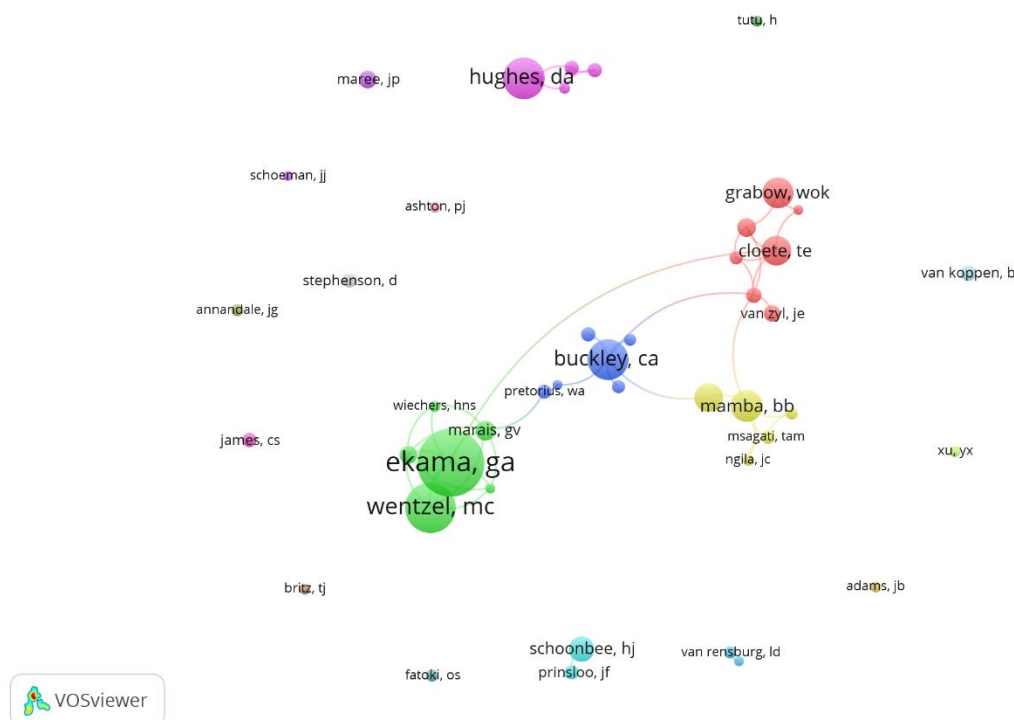 tutu, h
hughes, da
maree, jp
schoeman, jj
grabow, wok
ashton, pj
cloete, te
van koppen, b
stephenson, d
annandale, jg
van zyl, je
buckley, ca
pretorius, wa
wiechers, hns
mamba, bb
marais, gv
msagati, tam
james, cs
xu, yx
ngila, jc
ekama, ga
wentzel, mc
britz, tj
adams, jb
schoonbee, hj
van rensburg, ld
prinsloo, jf
fatoki, os
VOSviewer